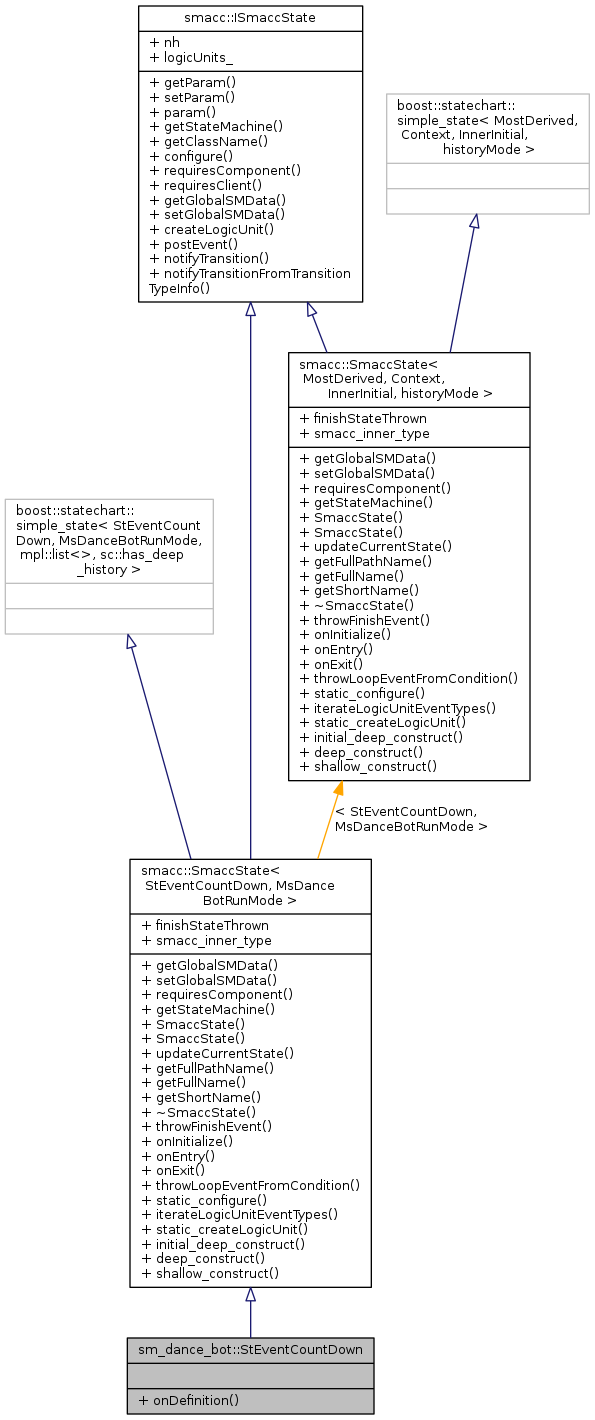 smacc::ISmaccState
+ nh
+ logicUnits_
+ getParam()
+ setParam()
+ param()
+ getStateMachine()
+ getClassName()
+ configure()
+ requiresComponent()
+ requiresClient()
+ getGlobalSMData()
+ setGlobalSMData()
+ createLogicUnit()
+ postEvent()
+ notifyTransition()
+ notifyTransitionFromTransition
TypeInfo()
boost::statechart::
simple_state< MostDerived,
Context, InnerInitial,
historyMode >
smacc::SmaccState<
MostDerived, Context,
InnerInitial, historyMode >
+ finishStateThrown
+ smacc_inner_type
+ getGlobalSMData()
+ setGlobalSMData()
+ requiresComponent()
+ getStateMachine()
+ SmaccState()
+ SmaccState()
+ updateCurrentState()
+ getFullPathName()
+ getFullName()
+ getShortName()
+ ~SmaccState()
+ throwFinishEvent()
+ onInitialize()
+ onEntry()
+ onExit()
+ throwLoopEventFromCondition()
+ static_configure()
+ iterateLogicUnitEventTypes()
+ static_createLogicUnit()
+ initial_deep_construct()
+ deep_construct()
+ shallow_construct()
boost::statechart::
simple_state< StEventCount
Down, MsDanceBotRunMode,
mpl::list<>, sc::has_deep
_history >
< StEventCountDown,
MsDanceBotRunMode >
smacc::SmaccState<
StEventCountDown, MsDance
BotRunMode >
+ finishStateThrown
+ smacc_inner_type
+ getGlobalSMData()
+ setGlobalSMData()
+ requiresComponent()
+ getStateMachine()
+ SmaccState()
+ SmaccState()
+ updateCurrentState()
+ getFullPathName()
+ getFullName()
+ getShortName()
+ ~SmaccState()
+ throwFinishEvent()
+ onInitialize()
+ onEntry()
+ onExit()
+ throwLoopEventFromCondition()
+ static_configure()
+ iterateLogicUnitEventTypes()
+ static_createLogicUnit()
+ initial_deep_construct()
+ deep_construct()
+ shallow_construct()
sm_dance_bot::StEventCountDown
+ onDefinition()